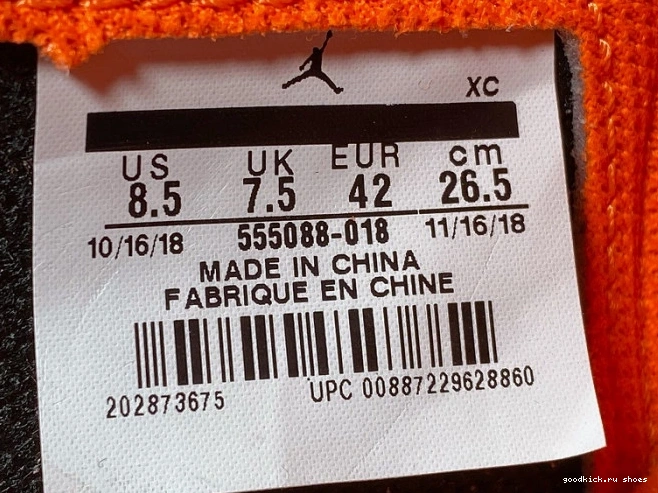 XC
US UK EUR cm
8.5 7.5 42 26.5
10/16/18 555088-018 11/16/18
MADE IN CHINA
FABRIQUE EN CHINE
202873675 UPC 00887229628860
goodkick.ru shoes